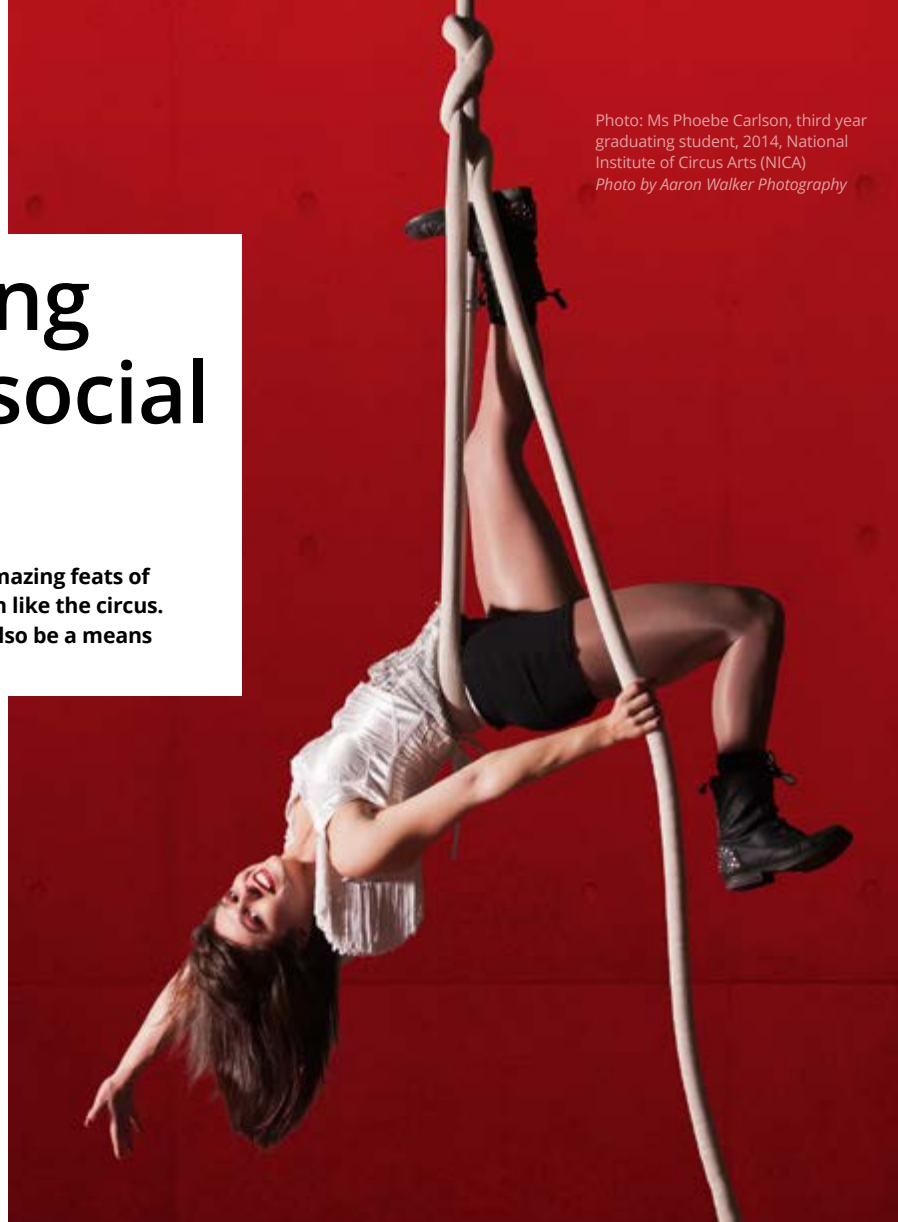 Photo: Ms Phoebe Carlson, third year
graduating student, 2014, National
Institute of Circus Arts (NICA)
Photo by Aaron Walker Photography
ng
social
mazing feats of
like the circus.
lso be a means